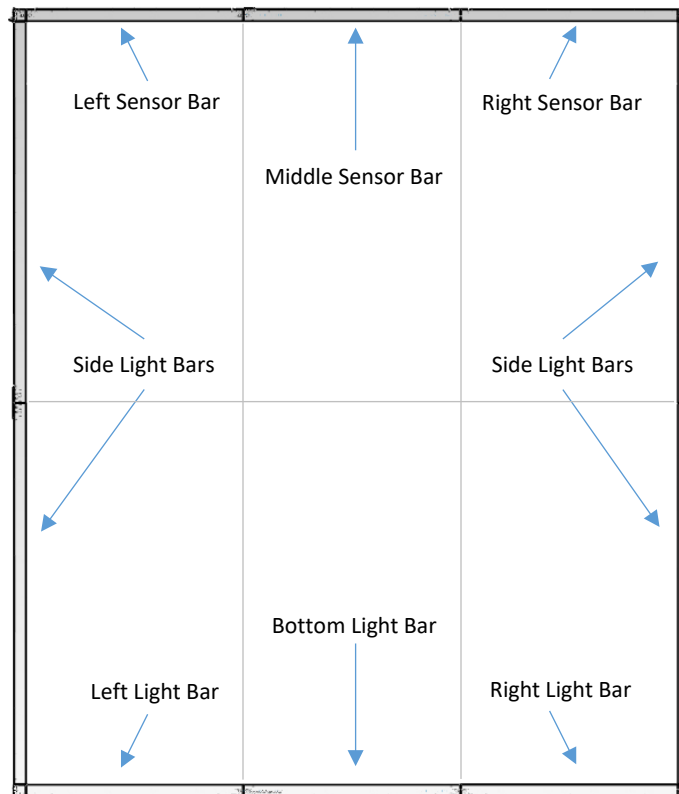 Left Sensor Bar
Right Sensor Bar
Middle Sensor Bar
Side Light Bars
Side Light Bars
Bottom Light Bar
Left Light Bar
Right Light Bar